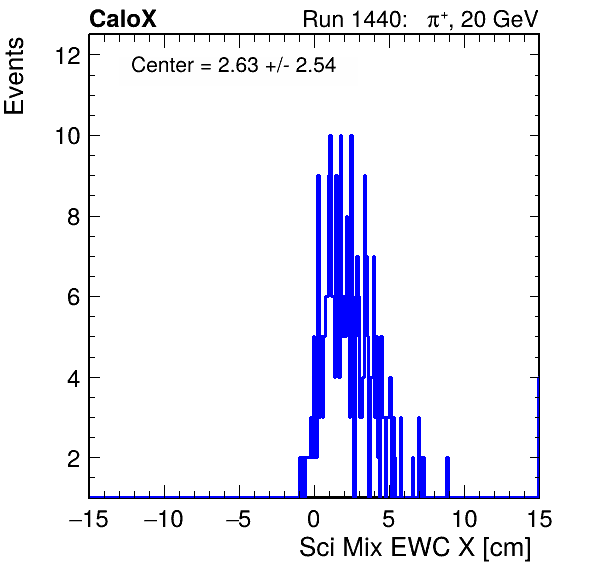 CaloX Run 1440: π⁺, 20 GeV
Events
Center = 2.63 +/- 2.54
12
10
8
6
4
2
−15 −10 −5 0 5 10 15
Sci Mix EWC X [cm]